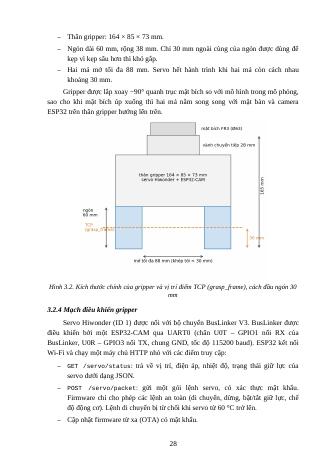 – Thân gripper: 164 × 85 × 73 mm.
– Ngón dài 60 mm, rộng 38 mm. Chỉ 30 mm ngoài cùng của ngón được dùng để
kẹp vì kẹp sâu hơn thì khó gắp.
– Hai má mở tối đa 88 mm. Servo hết hành trình khi hai má còn cách nhau
khoảng 30 mm.
Gripper được lắp xoay −90° quanh trục mặt bích so với mô hình trong mô phỏng,
sao cho khi mặt bích úp xuống thì hai má nằm song song với mặt bàn và camera
ESP32 trên thân gripper hướng lên trên.
mặt bích FR3 (Ø63)
vành chuyển tiếp 28 mm
thân gripper 164 × 85 × 73 mm
servo Hiwonder + ESP32-CAM
165 mm
ngón
60 mm
TCP
(grasp_frame)
30 mm
mở tối đa 88 mm (khép tới ≈ 30 mm)
Hình 3.2. Kích thước chính của gripper và vị trí điểm TCP (grasp_frame), cách đầu ngón 30
mm
3.2.4 Mạch điều khiển gripper
Servo Hiwonder (ID 1) được nối với bộ chuyển BusLinker V3. BusLinker được
điều khiển bởi một ESP32-CAM qua UART0 (chân U0T – GPIO1 nối RX của
BusLinker, U0R – GPIO3 nối TX, chung GND, tốc độ 115200 baud). ESP32 kết nối
Wi-Fi và chạy một máy chủ HTTP nhỏ với các điểm truy cập:
– GET /servo/status: trả về vị trí, điện áp, nhiệt độ, trạng thái giữ lực của
servo dưới dạng JSON.
– POST /servo/packet: gửi một gói lệnh servo, có xác thực mật khẩu.
Firmware chỉ cho phép các lệnh an toàn (di chuyển, dừng, bật/tắt giữ lực, chế
độ động cơ). Lệnh di chuyển bị từ chối khi servo từ 60 °C trở lên.
– Cập nhật firmware từ xa (OTA) có mật khẩu.
28